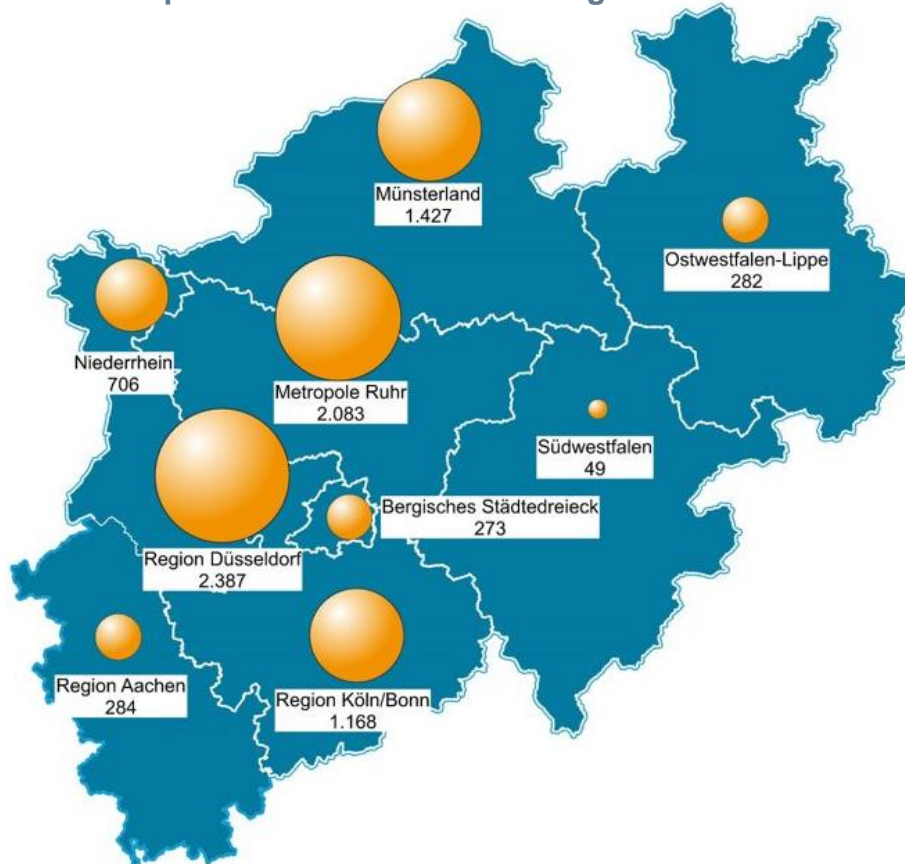 Münsterland
1.427
Ostwestfalen-Lippe
282
Niederrhein
706
Metropole Ruhr
2.083
Südwestfalen
49
Bergisches Städtedreieck
273
Region Düsseldorf
2.387
Region Aachen
284
Region Köln/Bonn
1.168